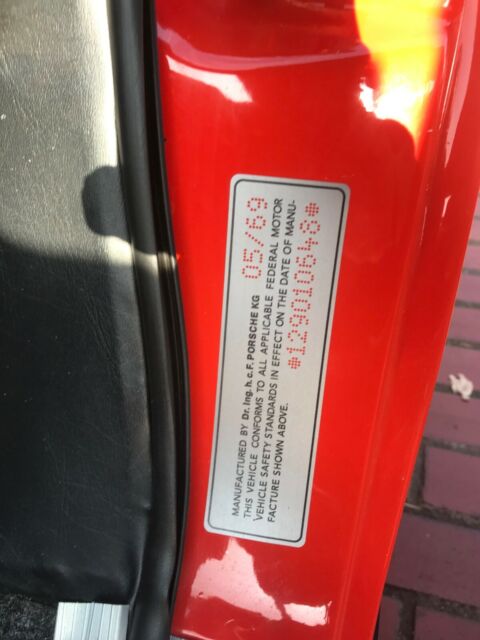 MANUFACTURED BY Dr. Ing. h. c. F. PORSCHE KG 05/69
THIS VEHICLE CONFORMS TO ALL APPLICABLE FEDERAL MOTOR
VEHICLE SAFETY STANDARDS IN EFFECT ON THE DATE OF MANU-
FACTURE SHOWN ABOVE.
*129010648*